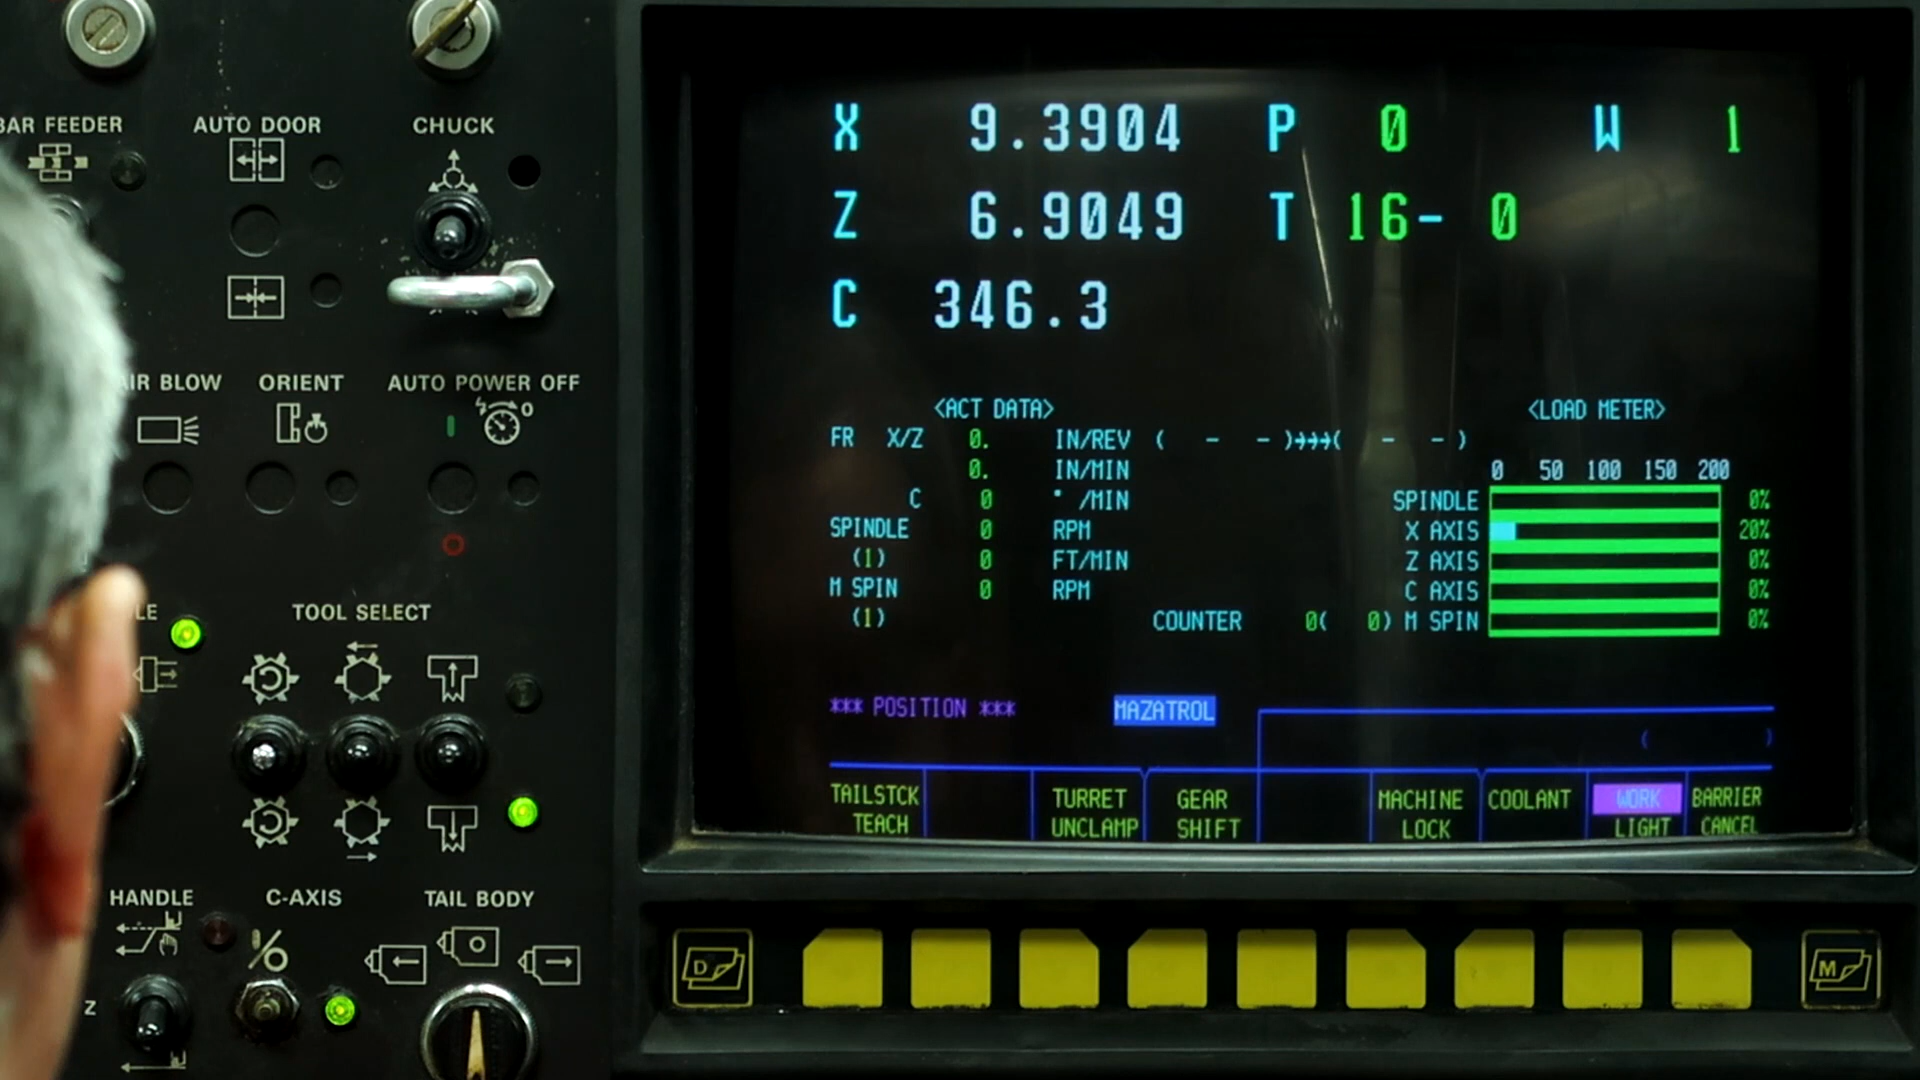 BAR FEEDER
AUTO DOOR
CHUCK
AIR BLOW
ORIENT
AUTO POWER OFF
O
LE
TOOL SELECT
HANDLE
C-AXIS
TAIL BODY
Z
X 9.3904 P 0 W 1
Z 6.9049 T 16- 0
C 346.3
<ACT DATA> <LOAD METER>
FR X/Z 0. IN/REV ( - - )→→→( - - )
0. IN/MIN 0 50 100 150 200
C 0 ° /MIN SPINDLE 0%
SPINDLE 0 RPM X AXIS 20%
(1) 0 FT/MIN Z AXIS 0%
M SPIN 0 RPM C AXIS 0%
(1) COUNTER 0( 0) M SPIN 0%
*** POSITION *** MAZATROL
( )
TAILSTCK TEACH
TURRET UNCLAMP
GEAR SHIFT
MACHINE LOCK
COOLANT
WORK LIGHT
BARRIER CANCEL
D
M